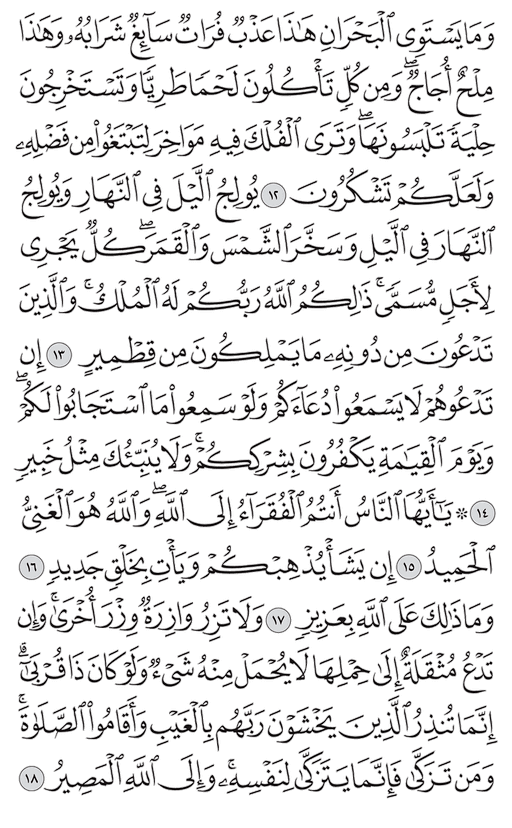 وَمَا يَسۡتَوِي ٱلۡبَحۡرَانِ هَٰذَا عَذۡبٞ فُرَاتٞ سَآئِغٞ شَرَابُهُۥ وَهَٰذَا
مِلۡحٌ أُجَاجٞۖ وَمِن كُلّٖ تَأۡكُلُونَ لَحۡمٗا طَرِيّٗا وَتَسۡتَخۡرِجُونَ
حِلۡيَةٗ تَلۡبَسُونَهَاۖ وَتَرَى ٱلۡفُلۡكَ فِيهِ مَوَاخِرَ لِتَبۡتَغُواْ مِن فَضۡلِهِۦ
وَلَعَلَّكُمۡ تَشۡكُرُونَ ١٢ يُولِجُ ٱلَّيۡلَ فِي ٱلنَّهَارِ وَيُولِجُ
ٱلنَّهَارَ فِي ٱلَّيۡلِ وَسَخَّرَ ٱلشَّمۡسَ وَٱلۡقَمَرَۖ كُلّٞ يَجۡرِي
لِأَجَلٖ مُّسَمّٗىۚ ذَٰلِكُمُ ٱللَّهُ رَبُّكُمۡ لَهُ ٱلۡمُلۡكُۚ وَٱلَّذِينَ
تَدۡعُونَ مِن دُونِهِۦ مَا يَمۡلِكُونَ مِن قِطۡمِيرٍ ١٣ إِن
تَدۡعُوهُمۡ لَا يَسۡمَعُواْ دُعَآءَكُمۡ وَلَوۡ سَمِعُواْ مَا ٱسۡتَجَابُواْ لَكُمۡۖ
وَيَوۡمَ ٱلۡقِيَٰمَةِ يَكۡفُرُونَ بِشِرۡكِكُمۡۚ وَلَا يُنَبِّئُكَ مِثۡلُ خَبِيرٖ
١٤ ۞ يَٰٓأَيُّهَا ٱلنَّاسُ أَنتُمُ ٱلۡفُقَرَآءُ إِلَى ٱللَّهِۖ وَٱللَّهُ هُوَ ٱلۡغَنِيُّ
ٱلۡحَمِيدُ ١٥ إِن يَشَأۡ يُذۡهِبۡكُمۡ وَيَأۡتِ بِخَلۡقٖ جَدِيدٖ ١٦
وَمَا ذَٰلِكَ عَلَى ٱللَّهِ بِعَزِيزٖ ١٧ وَلَا تَزِرُ وَازِرَةٞ وِزۡرَ أُخۡرَىٰۚ وَإِن
تَدۡعُ مُثۡقَلَةٌ إِلَىٰ حِمۡلِهَا لَا يُحۡمَلۡ مِنۡهُ شَيۡءٞ وَلَوۡ كَانَ ذَا قُرۡبَىٰٓۗ
إِنَّمَا تُنذِرُ ٱلَّذِينَ يَخۡشَوۡنَ رَبَّهُم بِٱلۡغَيۡبِ وَأَقَامُواْ ٱلصَّلَوٰةَۚ
وَمَن تَزَكَّىٰ فَإِنَّمَا يَتَزَكَّىٰ لِنَفۡسِهِۦۚ وَإِلَى ٱللَّهِ ٱلۡمَصِيرُ ١٨